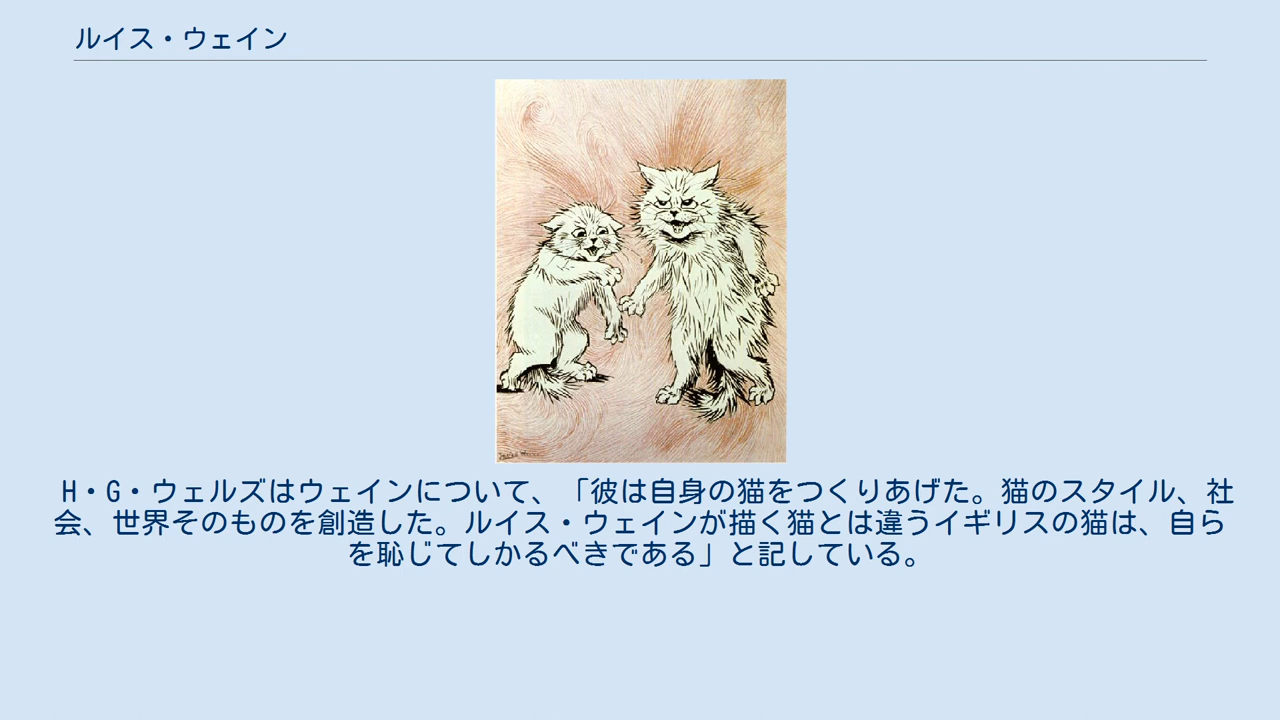 ルイス・ウェイン
H・G・ウェルズはウェインについて、「彼は自身の猫をつくりあげた。猫のスタイル、社
会、世界そのものを創造した。ルイス・ウェインが描く猫とは違うイギリスの猫は、自ら
を恥じてしかるべきである」と記している。